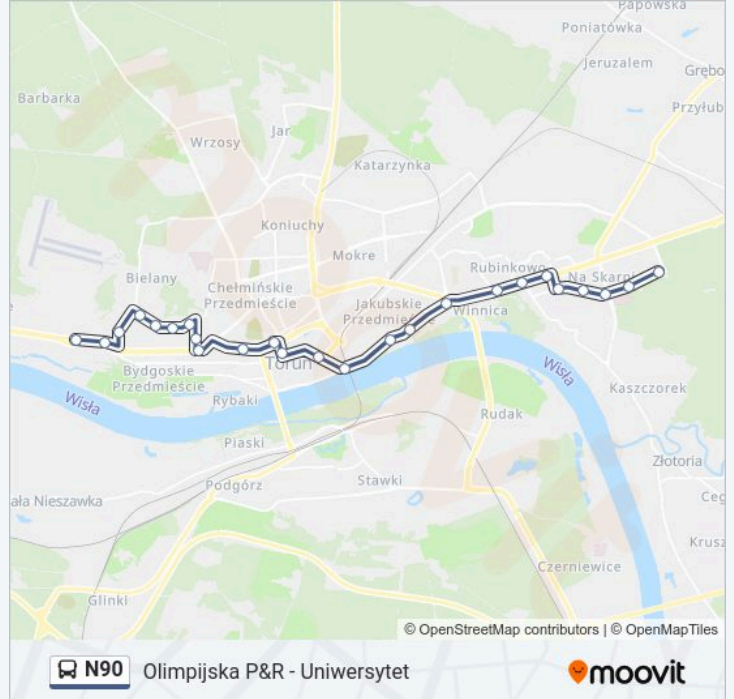 Papowska
Poniatówka
Jeruzalem
Grębo
Barbarka
Przyłub
Jar
Wrzosy
Katarzynka
Koniuchy
Mokre
Rubinkowo
Bielany
Na Skarpi
Chełmińskie
Przedmieście
Jakubskie
Przedmieście
Winnica
e
Toruń
Bydgoskie
Przedmieście
Wisła
Kaszczorek
Wisła
Rybaki
Rudak
Piaski
Złotoria
Stawki
Podgórz
ała Nieszawka
Ceg
Krusz
Czerniewice
Glinki
© OpenStreetMap contributors | © OpenMapTiles
N90 Olimpijska P&R - Uniwersytet
moovit